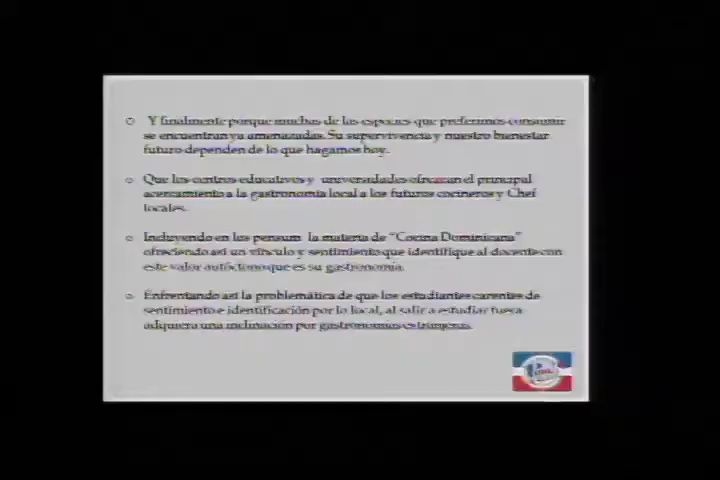 Y finalmente porque muchas de las especies que preferimos consumir
se encuentran ya amenazadas. Su supervivencia y nuestro bienestar
futuro dependen de lo que hagamos hoy.
Que los centros educativos y universidades ofrezcan el principal
acercamiento a la gastronomía local a los futuros cocineros y Chef
locales.
Incluyendo en los pensum la materia de "Cocina Dominicana"
ofreciendo así un vínculo y sentimiento que identifique al docente con
este valor autóctono que es su gastronomía.
Enfrentando así la problemática de que los estudiantes carentes de
sentimiento e identificación por lo local, al salir a estudiar fuera
adquiera una inclinación por gastronomías extranjeras.